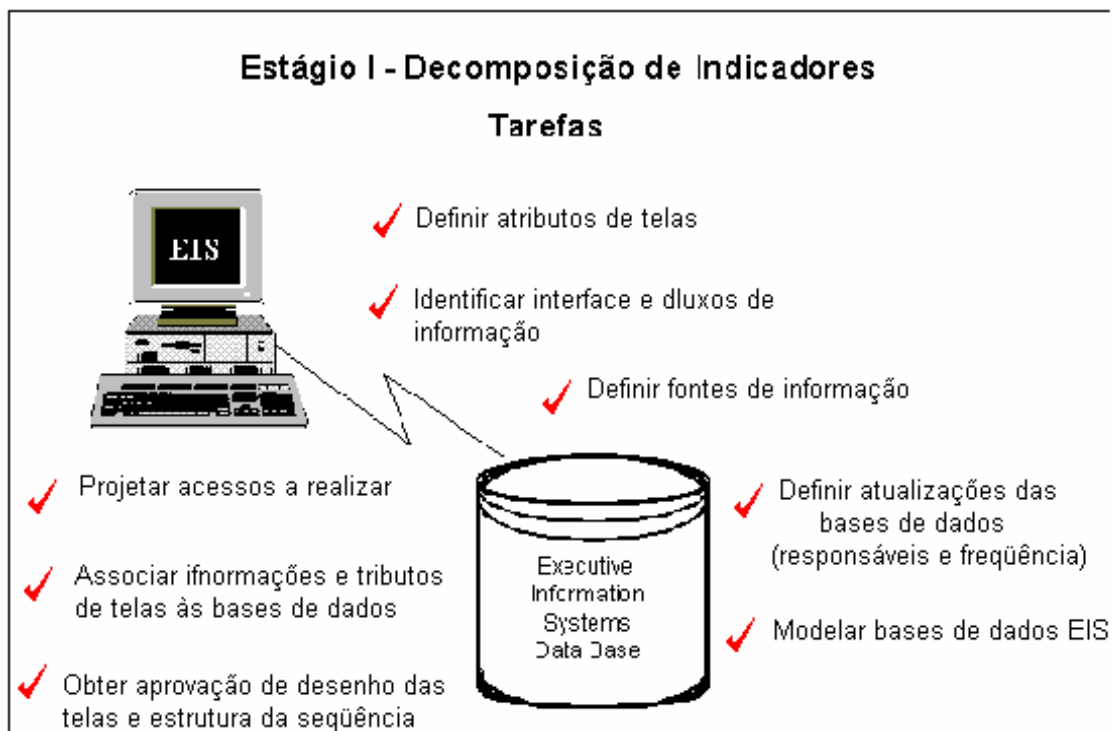 Estágio I - Decomposição de Indicadores
Tarefas
EIS
Definir atributos de telas
Identificar interface e dluxos de
informação
Definir fontes de informação
Projetar acessos a realizar
Associar ifnormações e tributos
de telas às bases de dados
Obter aprovação de desenho das
telas e estrutura da seqüência
Executive
Information
Systems
Data Base
Definir atualizações das
bases de dados
(responsáveis e freqüência)
Modelar bases de dados EIS